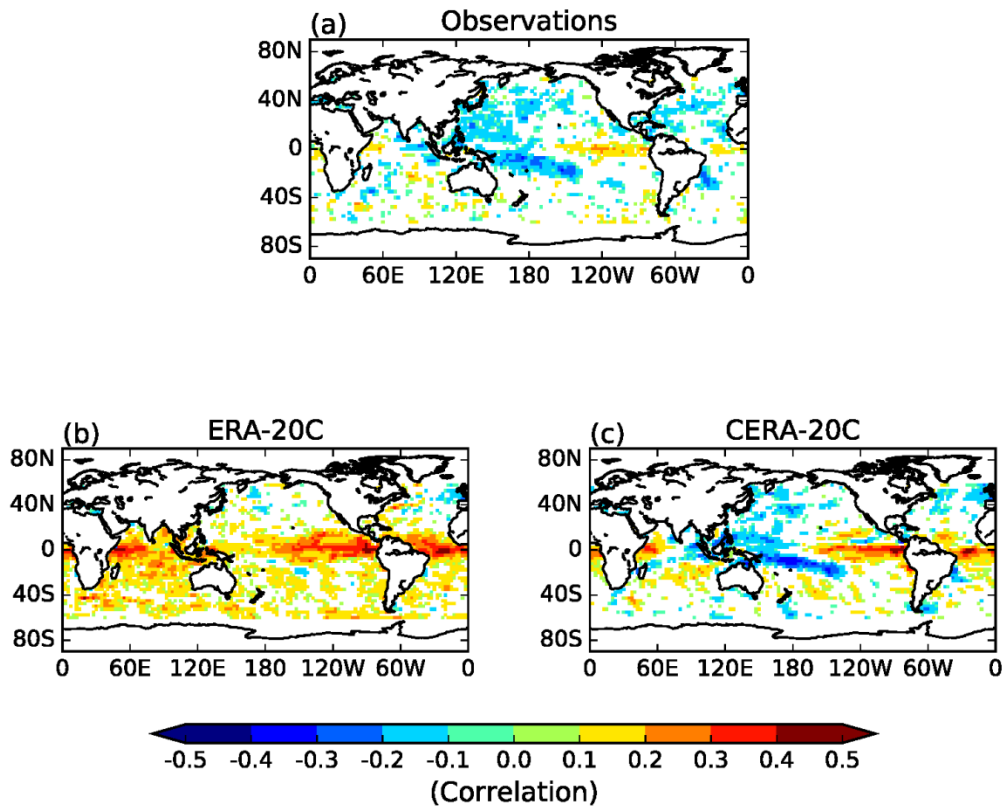 (a) Observations
80N
40N
0
40S
80S
0 60E 120E 180 120W 60W 0
(b) ERA-20C
80N
40N
0
40S
80S
0 60E 120E 180 120W 60W 0
(c) CERA-20C
80N
40N
0
40S
80S
0 60E 120E 180 120W 60W 0
-0.5 -0.4 -0.3 -0.2 -0.1 0.0 0.1 0.2 0.3 0.4 0.5
(Correlation)